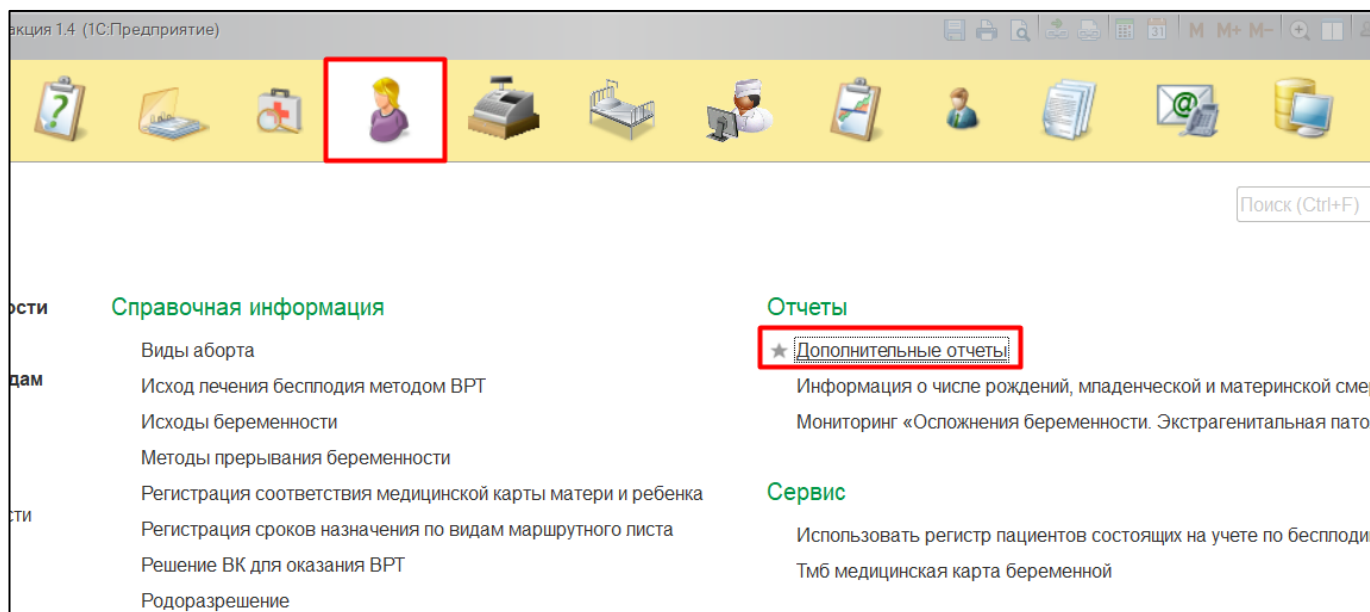 акция 1.4 (1С:Предприятие)
31 M M+ M-
Поиск (Ctrl+F)
ости
дам
сти
Справочная информация
Виды аборта
Исход лечения бесплодия методом ВРТ
Исходы беременности
Методы прерывания беременности
Регистрация соответствия медицинской карты матери и ребенка
Регистрация сроков назначения по видам маршрутного листа
Решение ВК для оказания ВРТ
Родоразрешение
Отчеты
Дополнительные отчеты
Информация о числе рождений, младенческой и материнской сме
Мониторинг «Осложнения беременности. Экстрагенитальная пато
Сервис
Использовать регистр пациентов состоящих на учете по бесплоди
Тмб медицинская карта беременной